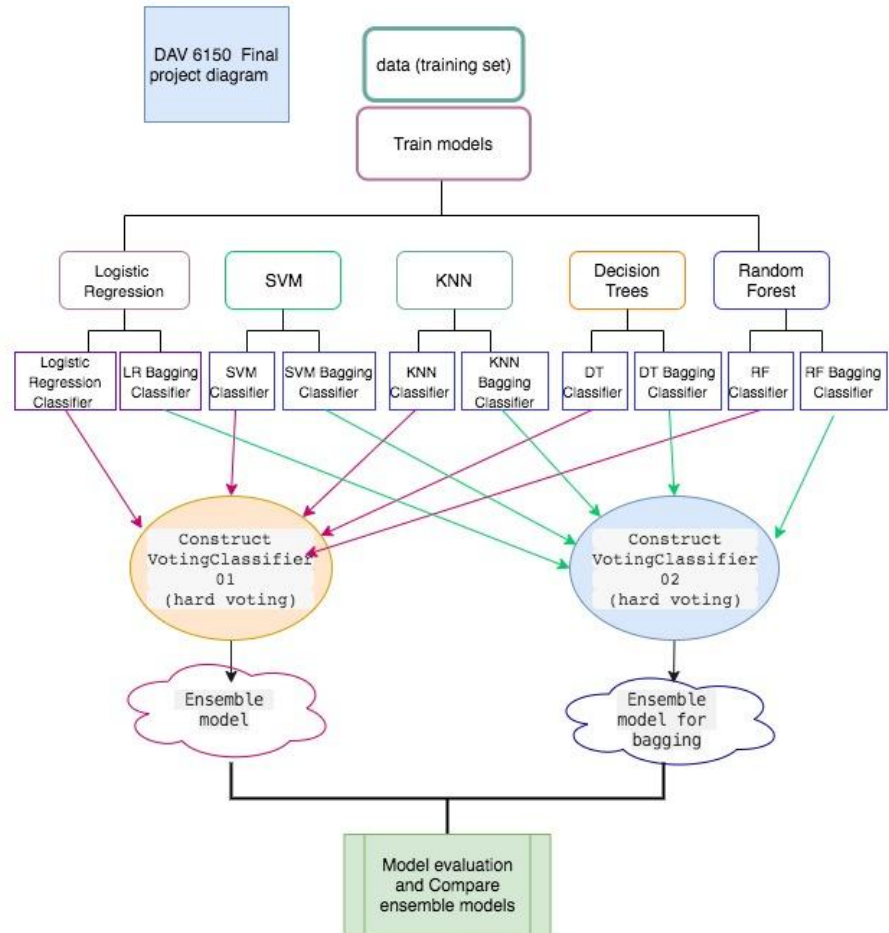 DAV 6150 Final
project diagram
data (training set)
Train models
Logistic
Regression
SVM
KNN
Decision
Trees
Random
Forest
Logistic
Regression
Classifier
LR Bagging
Classifier
SVM
Classifier
SVM Bagging
Classifier
KNN
Classifier
KNN
Bagging
Classifier
DT
Classifier
DT Bagging
Classifier
RF
Classifier
RF Bagging
Classifier
Construct
VotingClassifier
01
(hard voting)
Construct
VotingClassifier
02
(hard voting)
Ensemble
model
Ensemble
model for
bagging
Model evaluation
and Compare
ensemble models